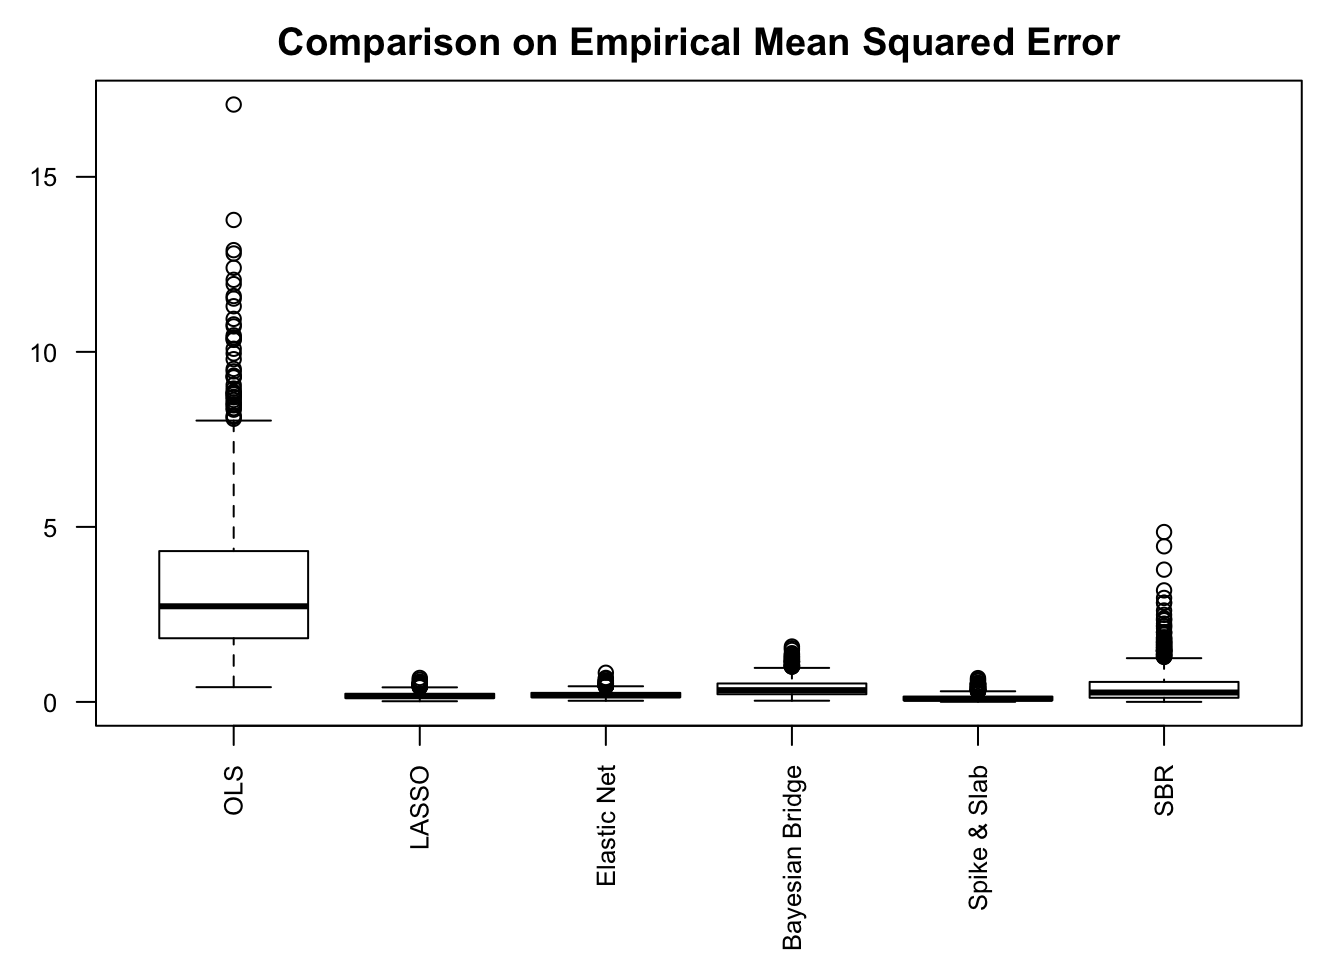 Comparison on Empirical Mean Squared Error
15
10
5
0
OLS
LASSO
Elastic Net
Bayesian Bridge
Spike & Slab
SBR